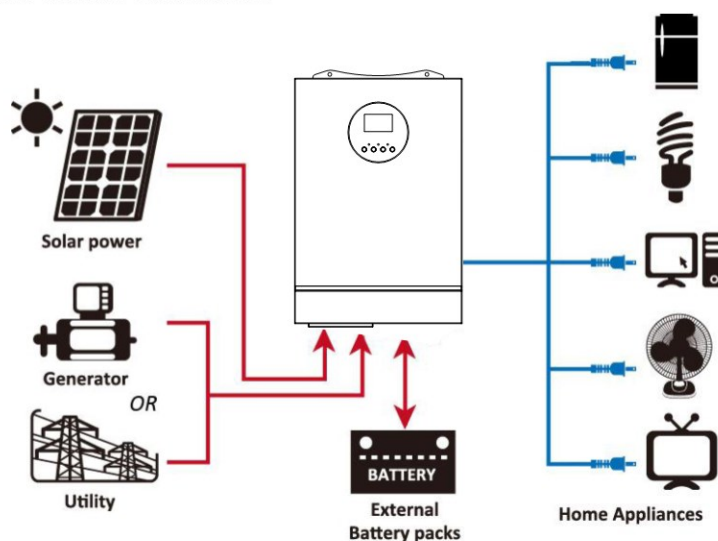 Solar power
Generator
OR
Utility
BATTERY
External
Battery packs
Home Appliances